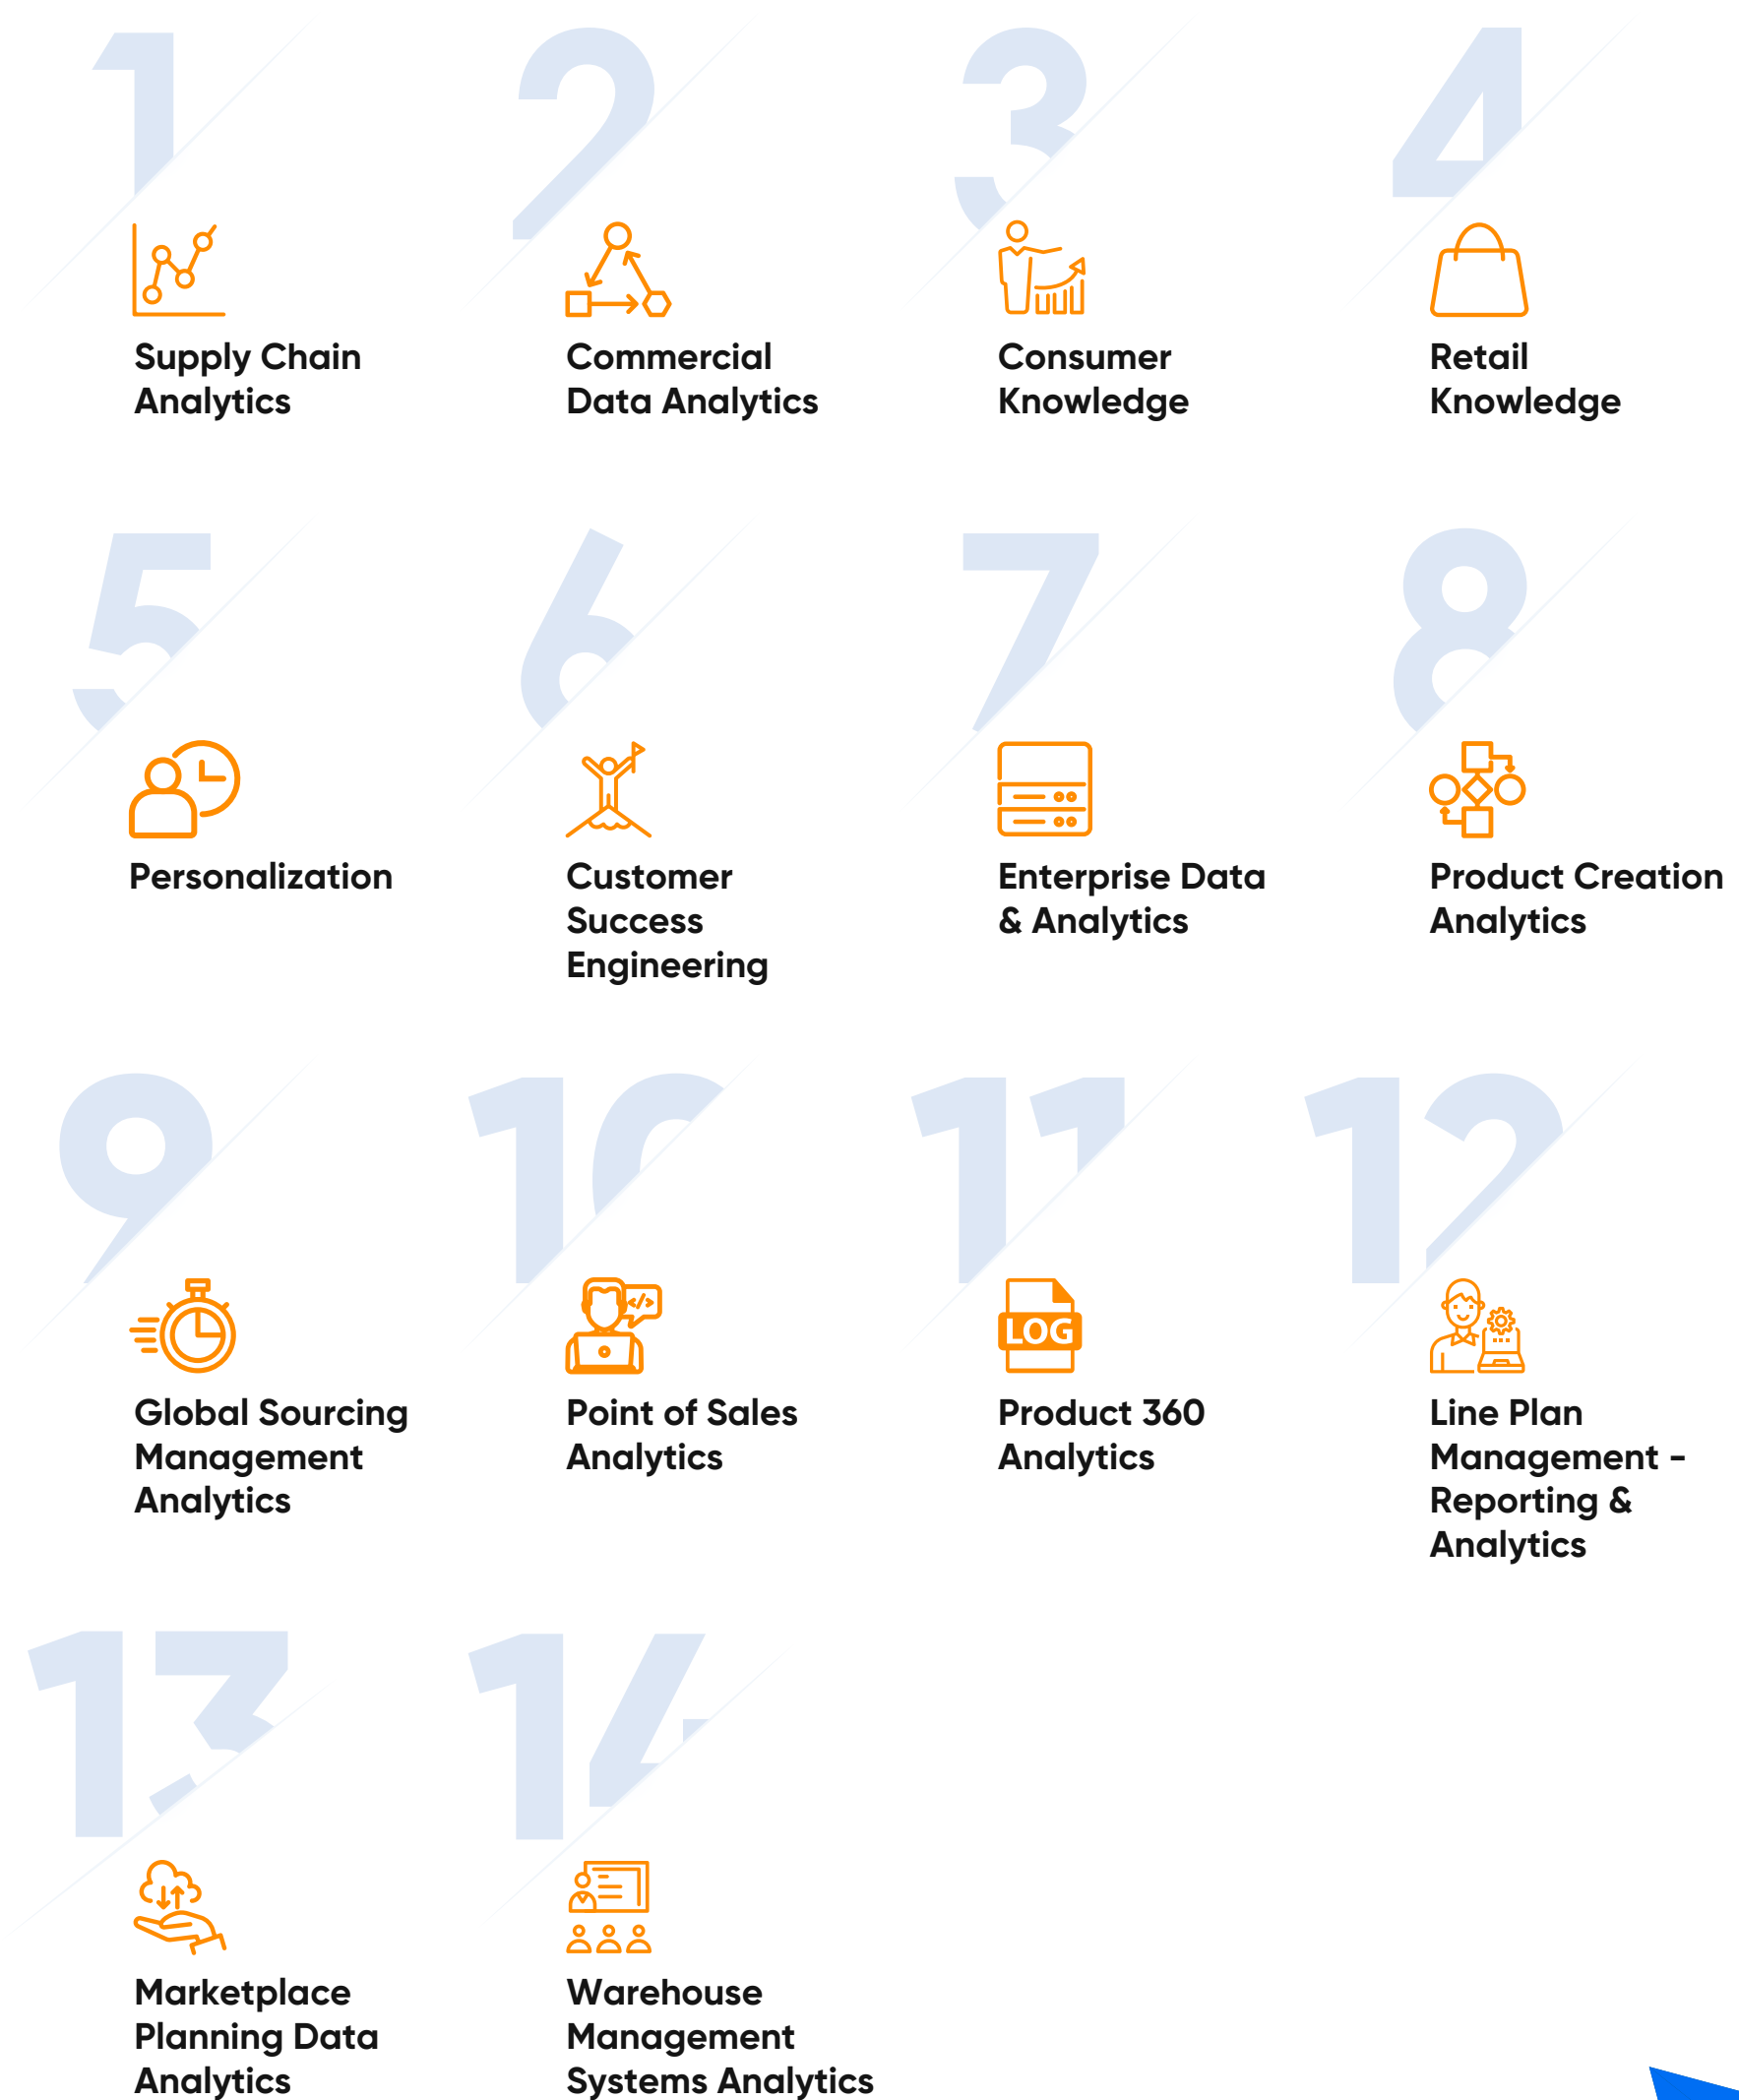 1
2
3
4
Supply Chain
Analytics
Commercial
Data Analytics
Consumer
Knowledge
Retail
Knowledge
5
6
7
8
Personalization
Customer
Success
Engineering
Enterprise Data
& Analytics
Product Creation
Analytics
9
10
11
12
</>
LOG
Global Sourcing
Management
Analytics
Point of Sales
Analytics
Product 360
Analytics
Line Plan
Management -
Reporting &
Analytics
13
14
Marketplace
Planning Data
Analytics
Warehouse
Management
Systems Analytics